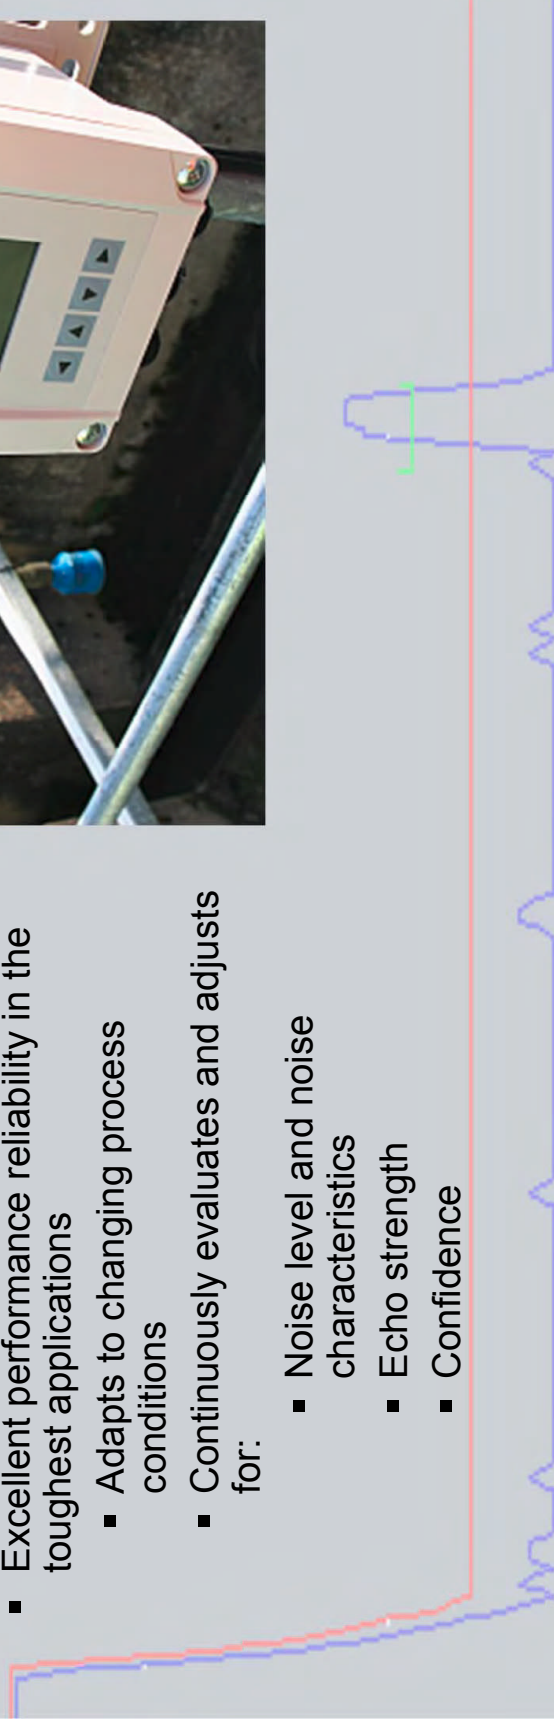 ▪ Excellent performance reliability in the
toughest applications
▪ Adapts to changing process
conditions
▪ Continuously evaluates and adjusts
for:
▪ Noise level and noise
characteristics
▪ Echo strength
▪ Confidence